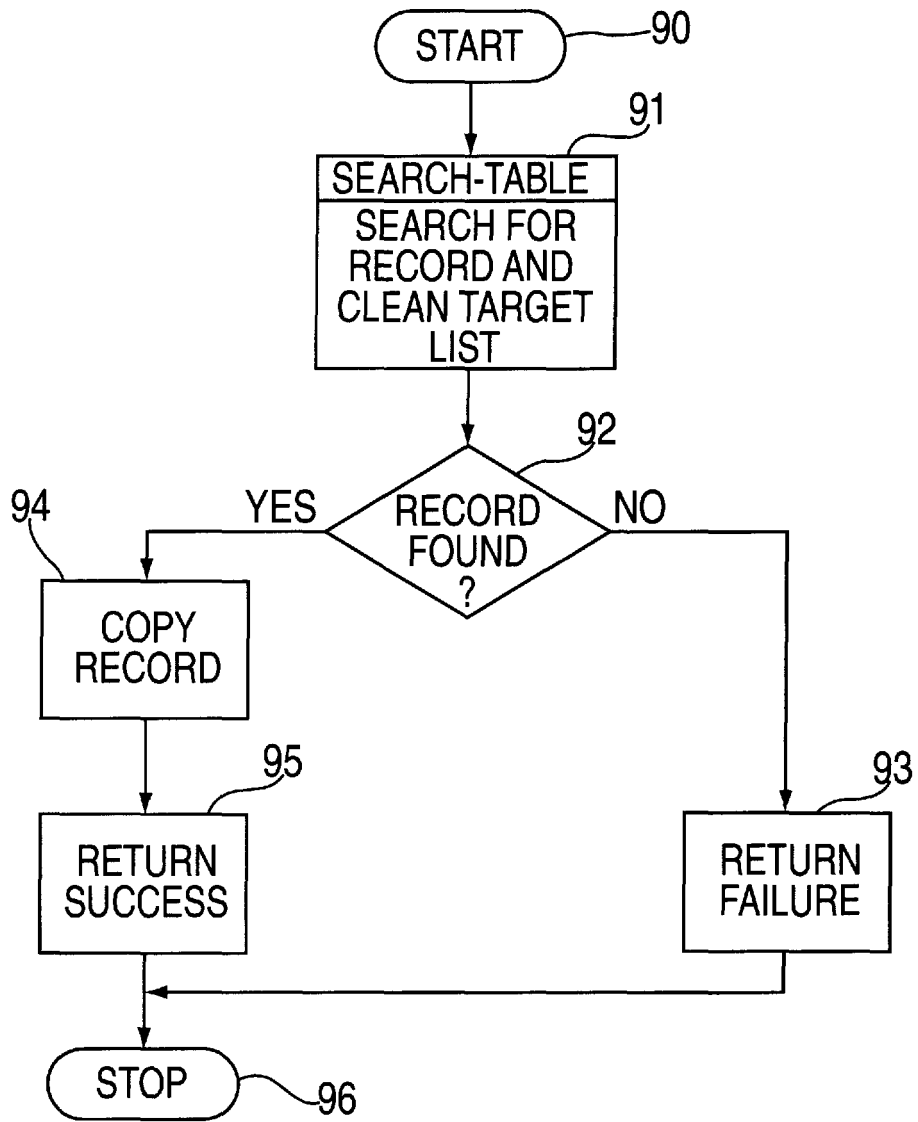 START
90
91
SEARCH-TABLE
SEARCH FOR
RECORD AND
CLEAN TARGET
LIST
92
YES
RECORD
FOUND
?
NO
94
COPY
RECORD
95
RETURN
SUCCESS
93
RETURN
FAILURE
STOP
96